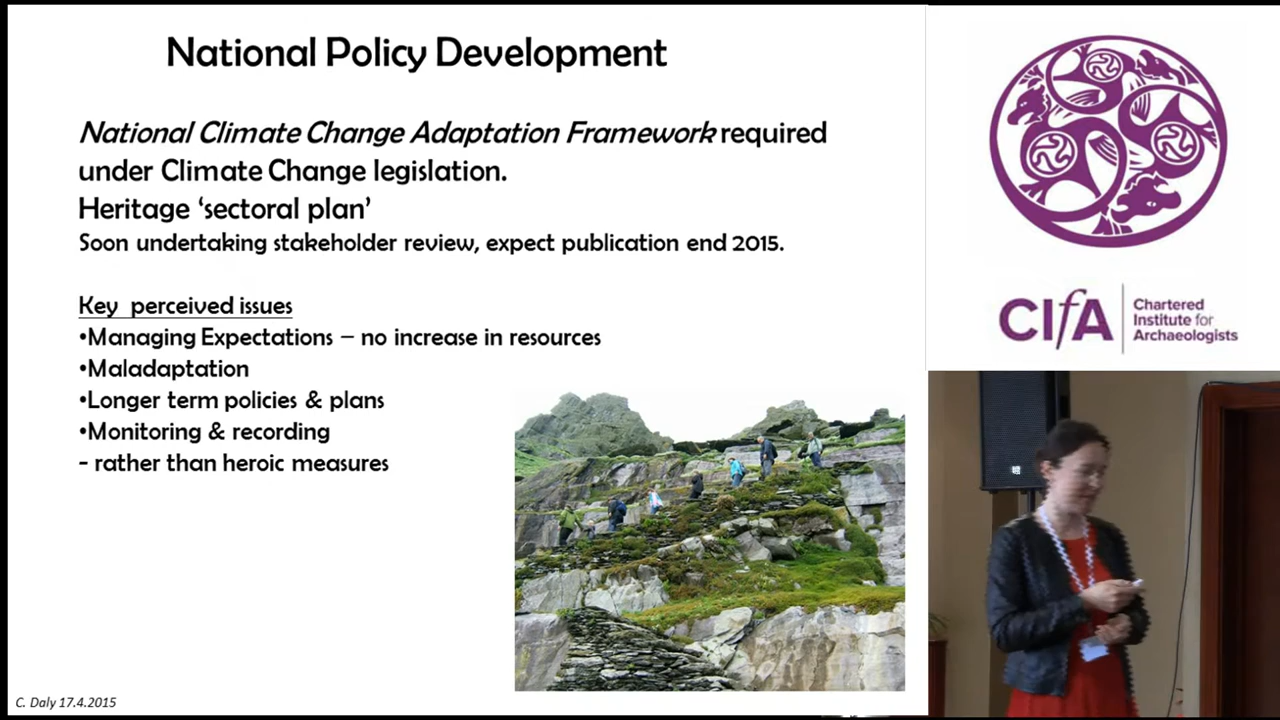 National Policy Development
National Climate Change Adaptation Framework required
under Climate Change legislation.
Heritage ‘sectoral plan’
Soon undertaking stakeholder review, expect publication end 2015.
Key perceived issues
•Managing Expectations – no increase in resources
•Maladaptation
•Longer term policies & plans
•Monitoring & recording
- rather than heroic measures
C. Daly 17.4.2015
CIfA
Chartered
Institute for
Archaeologists